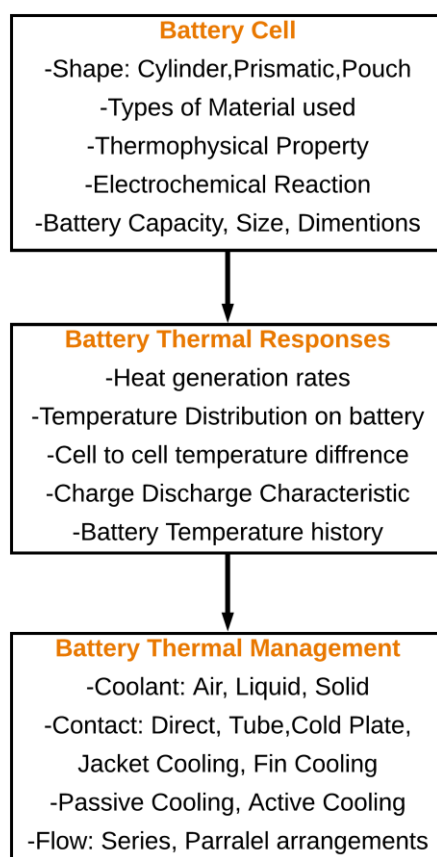 Battery Cell
-Shape: Cylinder,Prismatic,Pouch
-Types of Material used
-Thermophysical Property
-Electrochemical Reaction
-Battery Capacity, Size, Dimentions
Battery Thermal Responses
-Heat generation rates
-Temperature Distribution on battery
-Cell to cell temperature diffrence
-Charge Discharge Characteristic
-Battery Temperature history
Battery Thermal Management
-Coolant: Air, Liquid, Solid
-Contact: Direct, Tube,Cold Plate,
Jacket Cooling, Fin Cooling
-Passive Cooling, Active Cooling
-Flow: Series, Parralel arrangements